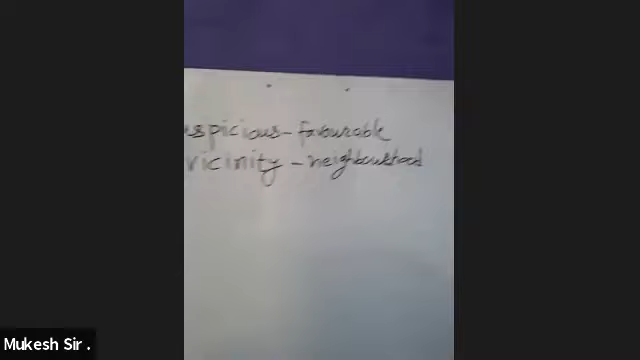 uspicious - favourable
vicinity - neighbourhood
Mukesh Sir .